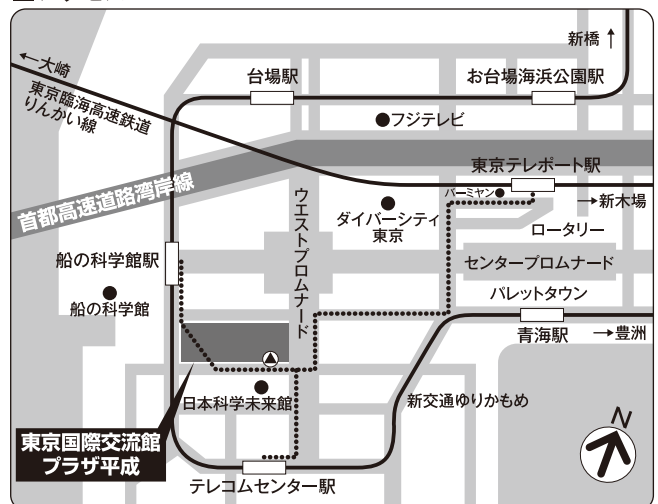 新橋↑
←大崎
東京臨海高速鉄道
りんかい線
台場駅
お台場海浜公園駅
●フジテレビ
首都高速道路湾岸線
東京テレポート駅
バーミヤン●
→新木場
ウエストプロムナード
ダイバーシティ
東京
ロータリー
船の科学館駅
センタープロムナード
船の科学館
パレットタウン
青海駅
→豊洲
日本科学未来館
新交通ゆりかもめ
東京国際交流館
プラザ平成
テレコムセンター駅
N